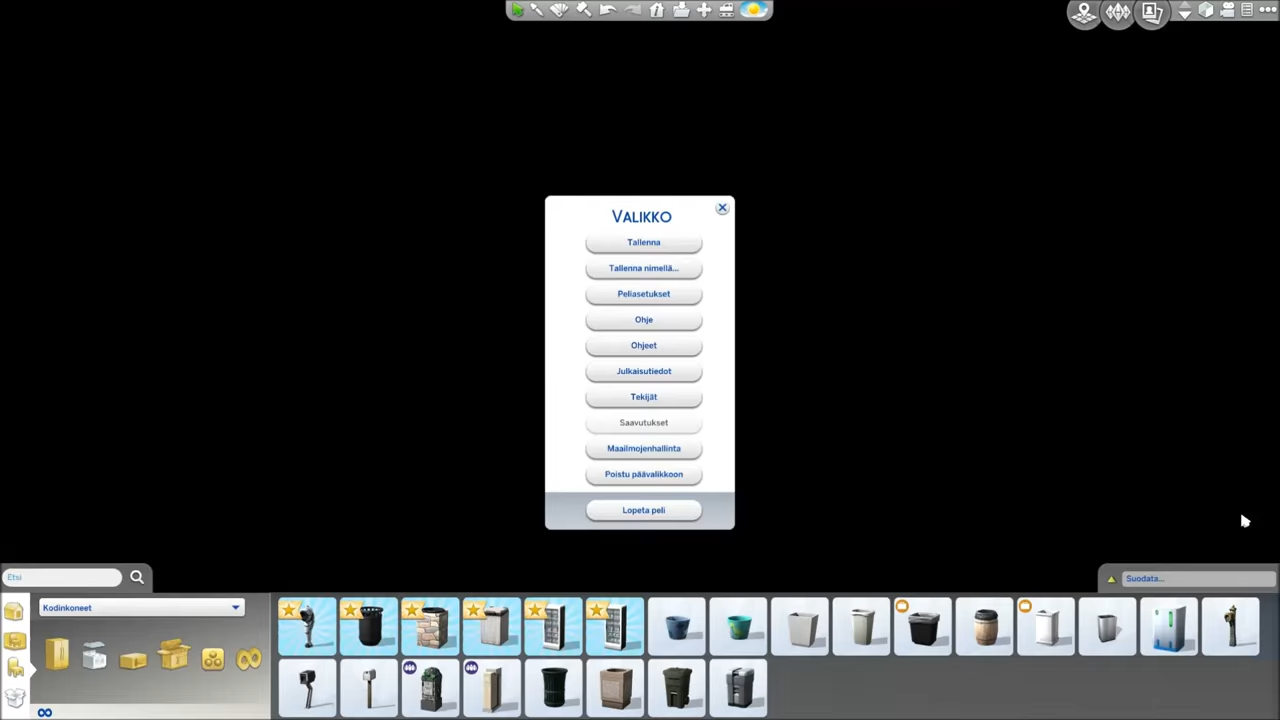 VALIKKO
Tallenna
Tallenna nimellä...
Peliasetukset
Ohje
Ohjeet
Julkaisutiedot
Tekijät
Saavutukset
Maailmojenhallinta
Poistu päävalikkoon
Lopeta peli
Etsi
Suodata...
Kodinkoneet